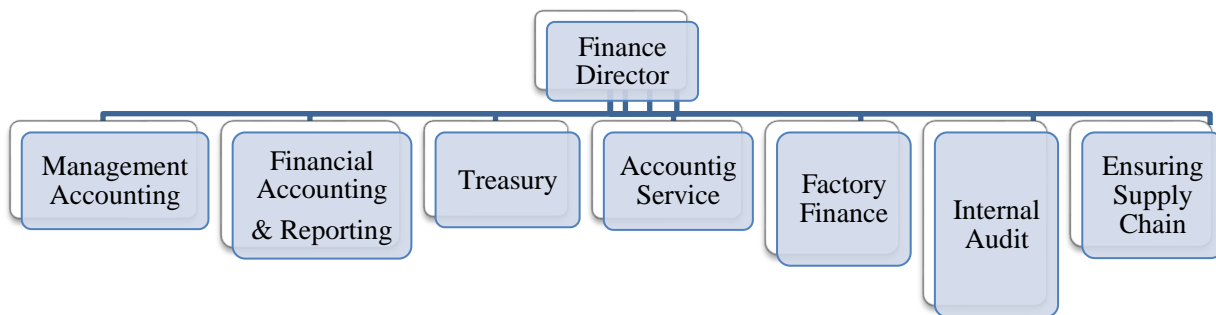 Finance
Director
Management
Accounting
Financial
Accounting
& Reporting
Treasury
Accountig
Service
Factory
Finance
Internal
Audit
Ensuring
Supply
Chain